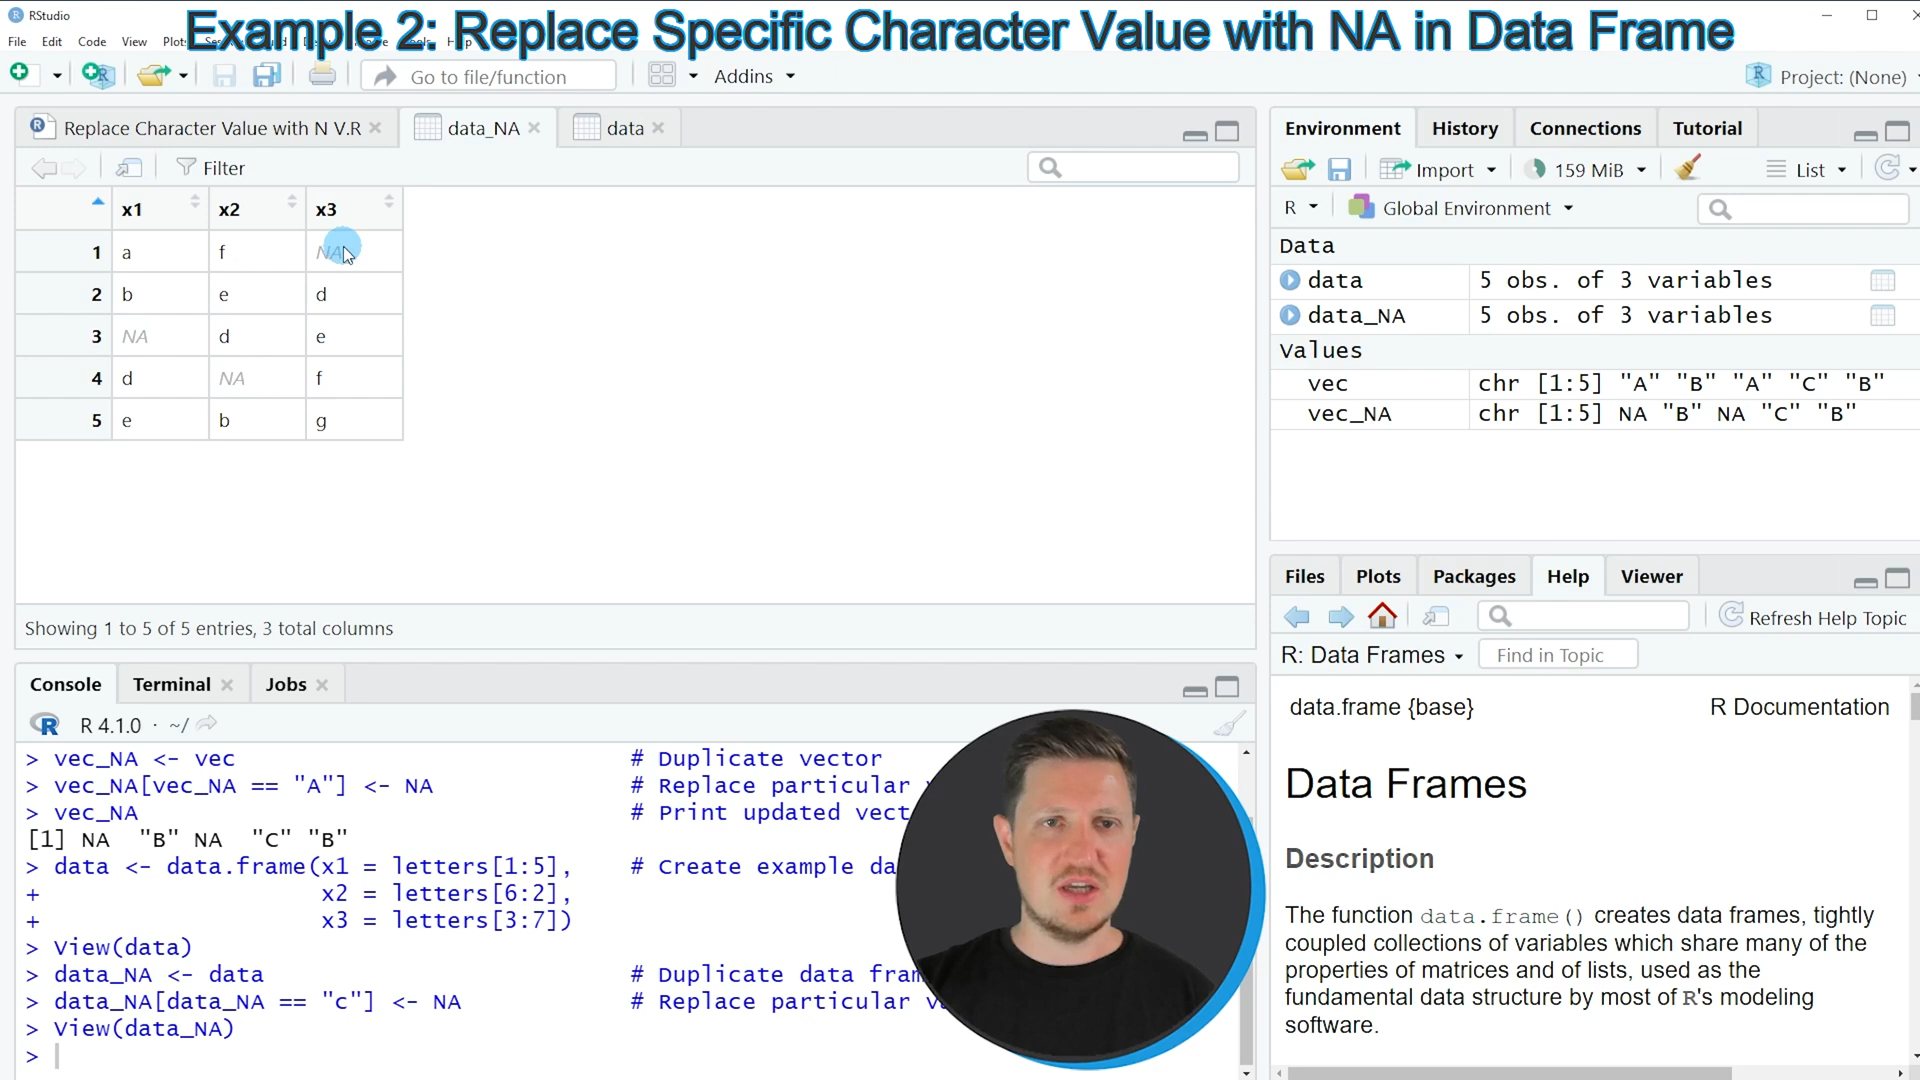 RStudio
Example 2: Replace Specific Character Value with NA in Data Frame
File Edit Code View Plots
Go to file/function
Addins
Project: (None)
Replace Character Value with N V.R
data_NA
data
Filter
x1 x2 x3
1 a f NA
2 b e d
3 NA d e
4 d NA f
5 e b g
Showing 1 to 5 of 5 entries, 3 total columns
Console Terminal Jobs
R 4.1.0 · ~/
> vec_NA <- vec # Duplicate vector
> vec_NA[vec_NA == "A"] <- NA # Replace particular
> vec_NA # Print updated vect
[1] NA "B" NA "C" "B"
> data <- data.frame(x1 = letters[1:5], # Create example da
+ x2 = letters[6:2],
+ x3 = letters[3:7])
> View(data)
> data_NA <- data # Duplicate data fram
> data_NA[data_NA == "c"] <- NA # Replace particular v
> View(data_NA)
>
Environment History Connections Tutorial
Import 159 MiB List
R Global Environment
Data
data 5 obs. of 3 variables
data_NA 5 obs. of 3 variables
Values
vec chr [1:5] "A" "B" "A" "C" "B"
vec_NA chr [1:5] NA "B" NA "C" "B"
Files Plots Packages Help Viewer
Refresh Help Topic
R: Data Frames Find in Topic
data.frame {base} R Documentation
Data Frames
Description
The function data.frame() creates data frames, tightly
coupled collections of variables which share many of the
properties of matrices and of lists, used as the
fundamental data structure by most of R's modeling
software.